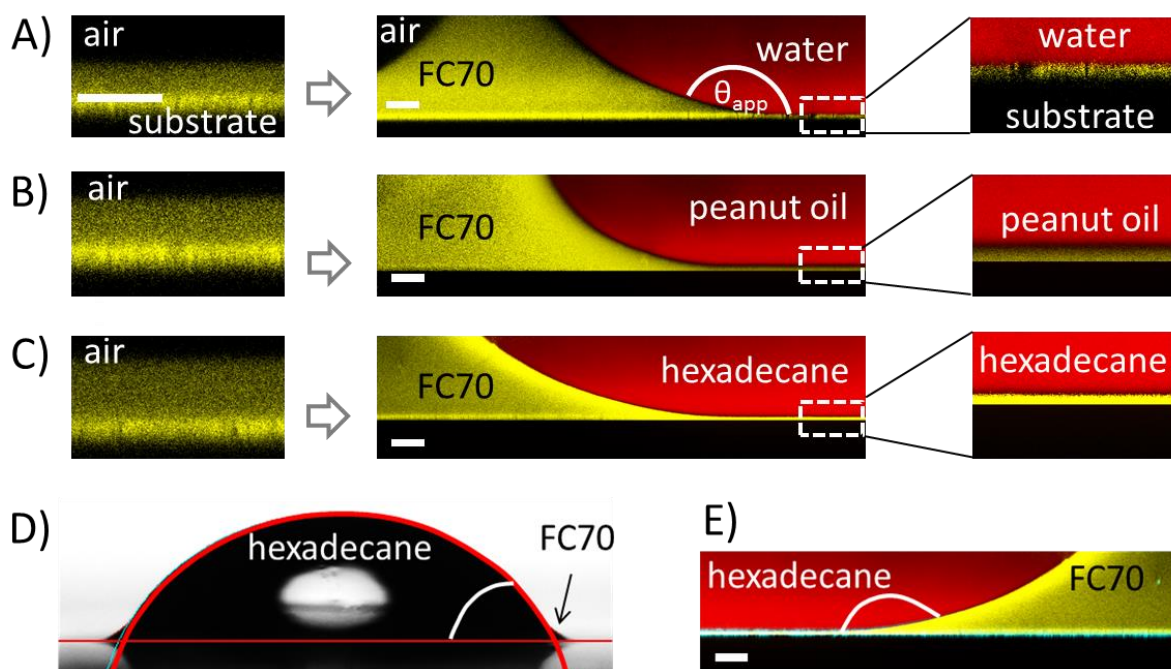 A)
air
substrate
air
FC70
water
θapp
water
substrate
B)
air
FC70
peanut oil
peanut oil
C)
air
FC70
hexadecane
hexadecane
D)
hexadecane
FC70
E)
hexadecane
FC70